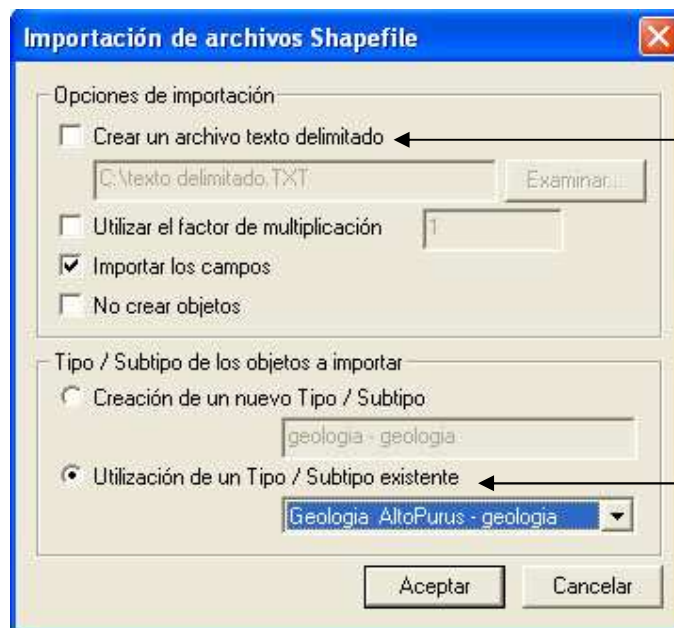 Importación de archivos Shapefile
Opciones de importación
Crear un archivo texto delimitado
C:\texto delimitado.TXT
Examinar...
Utilizar el factor de multiplicación
1
Importar los campos
No crear objetos
Tipo / Subtipo de los objetos a importar
Creación de un nuevo Tipo / Subtipo
geologia - geologia
Utilización de un Tipo / Subtipo existente
Geologia AltoPurus - geologia
Aceptar
Cancelar